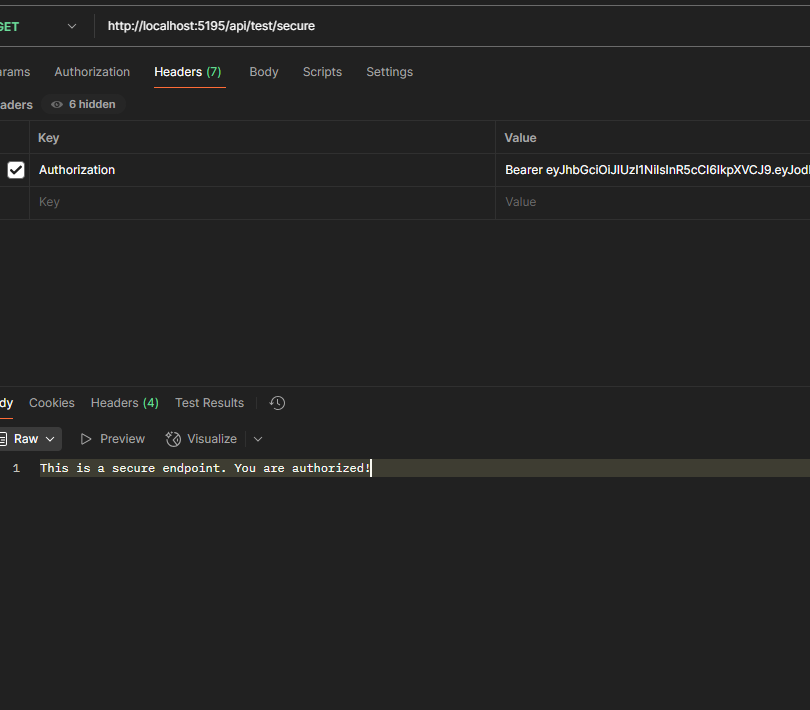 GET http://localhost:5195/api/test/secure
arams Authorization Headers (7) Body Scripts Settings
aders 6 hidden
Key Value
Authorization Bearer eyJhbGciOiJIUzI1NiIsInR5cCI6IkpXVCJ9.eyJodI
Key Value
dy Cookies Headers (4) Test Results
Raw Preview Visualize
1 This is a secure endpoint. You are authorized!